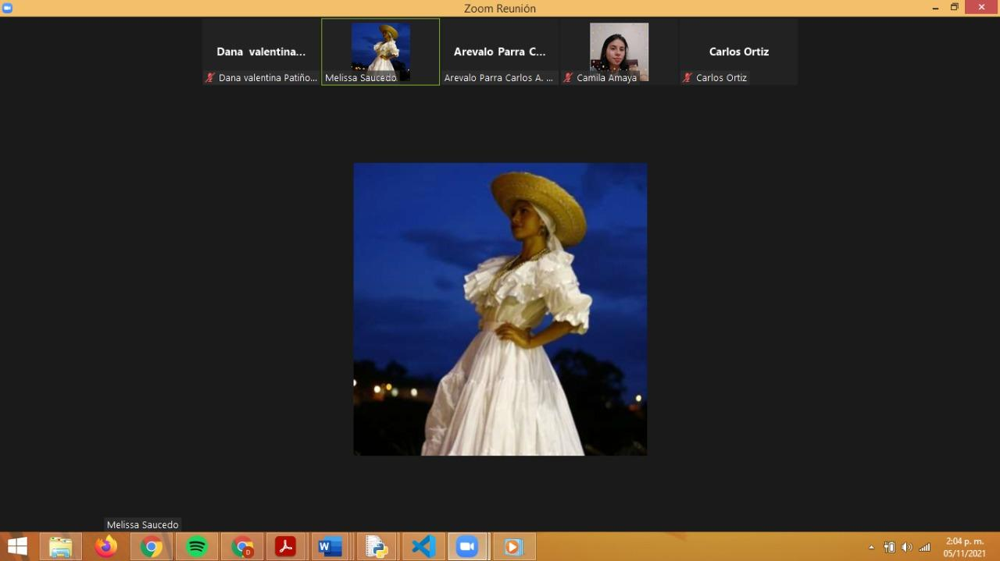 Zoom Reunión
Dana valentina...
Arevalo Parra C...
Carlos Ortiz
Dana valentina Patiño...
Melissa Saucedo
Arevalo Parra Carlos A. ...
Camila Amaya
Carlos Ortiz
Melissa Saucedo
2:04 p. m.
05/11/2021